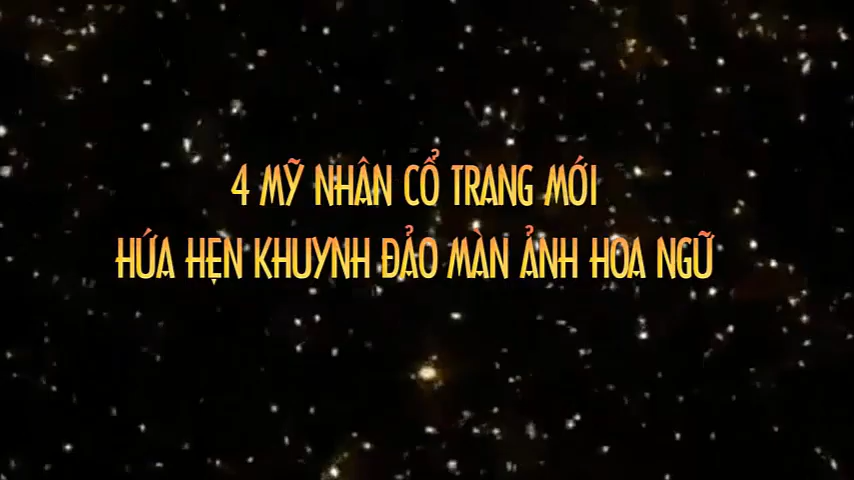 4 MỸ NHÂN CỔ TRANG MỚI
HỨA HẸN KHUYNH ĐẢO MÀN ẢNH HOA NGỮ